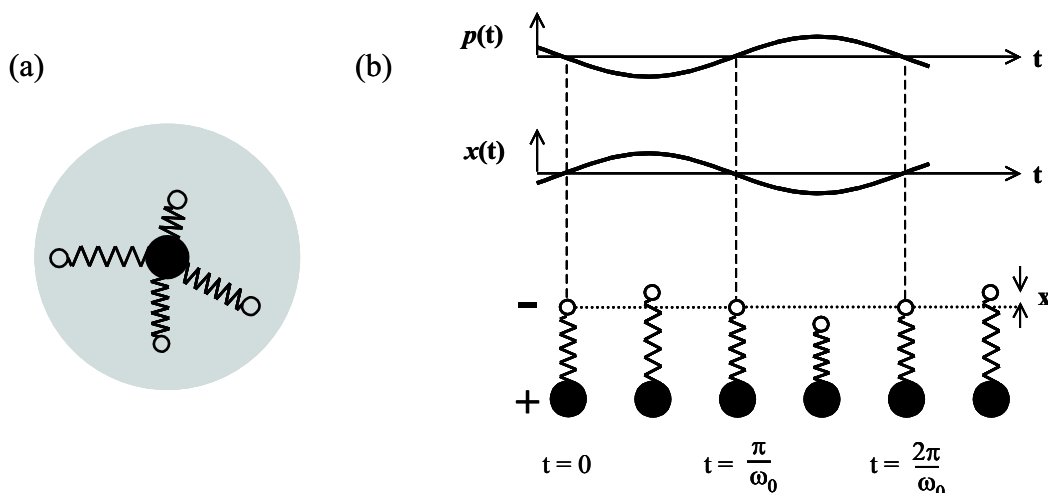 (a)
(b)
p(t)
t
x(t)
t
−
x
+
t = 0
t = π/ω₀
t = 2π/ω₀